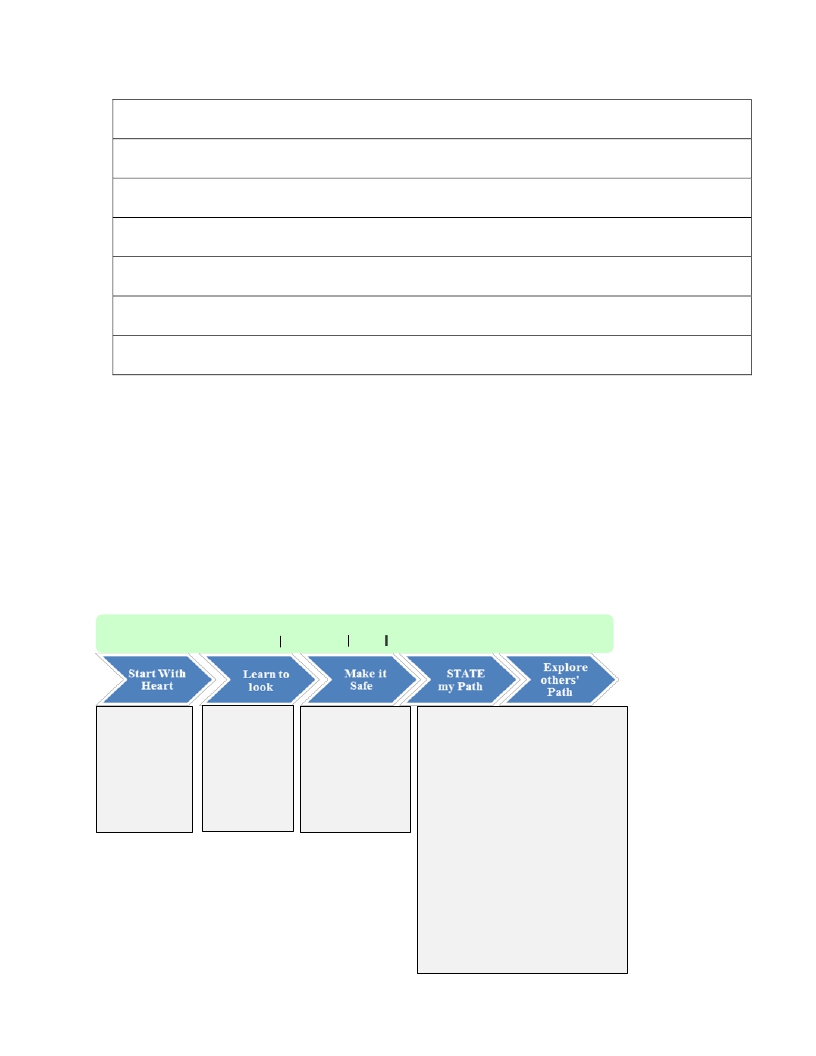 Start With
Heart
Learn to
look
Make it
Safe
STATE
my Path
Explore
others'
Path